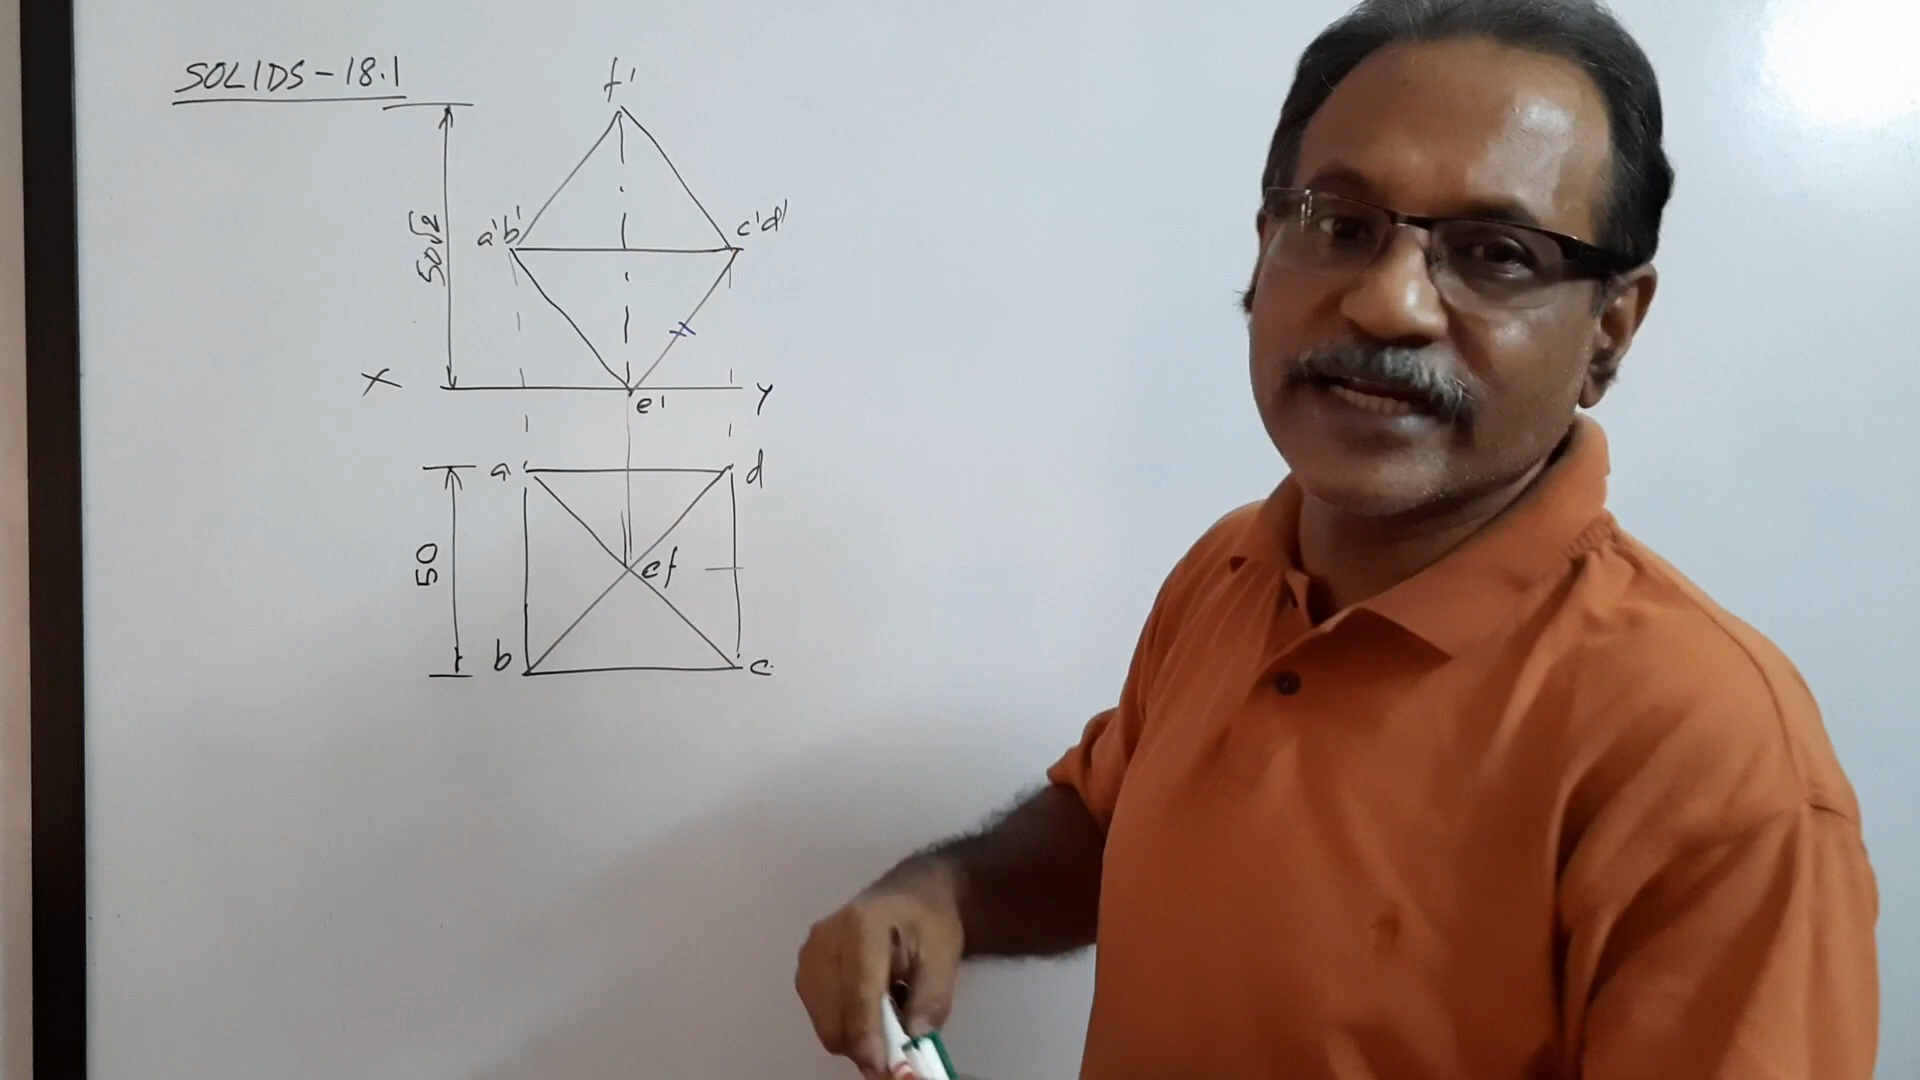 SOLIDS - 18.1
f'
50√2
a'b'
c'd'
X
e'
Y
a
d
50
ef
b
c